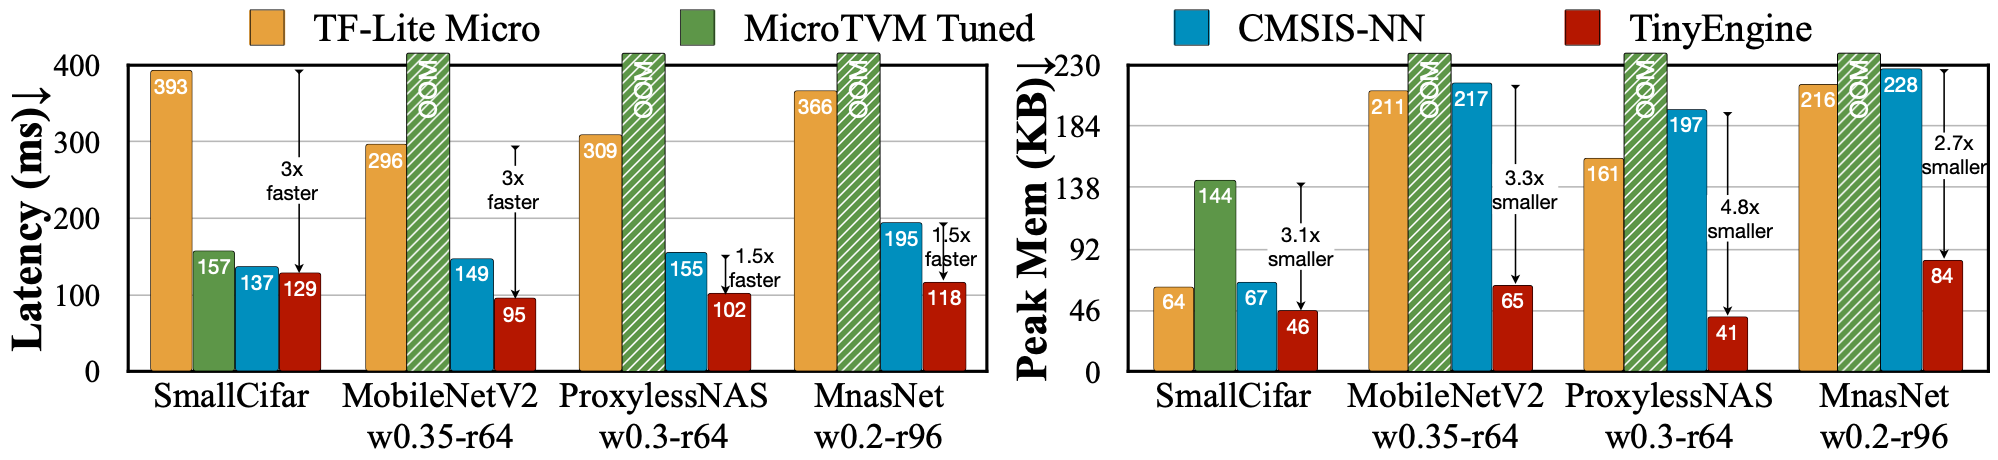 TF-Lite Micro MicroTVM Tuned CMSIS-NN TinyEngine
Latency (ms)↓
400
300
200
100
0
393
157
137
129
3x
faster
296
OOM
149
95
3x
faster
309
OOM
155
102
1.5x
faster
366
OOM
195
118
1.5x
faster
SmallCifar
MobileNetV2
w0.35-r64
ProxylessNAS
w0.3-r64
MnasNet
w0.2-r96
Peak Mem (KB)↓
230
184
138
92
46
0
64
144
67
46
3.1x
smaller
211
OOM
217
65
3.3x
smaller
161
OOM
197
41
4.8x
smaller
216
OOM
228
84
2.7x
smaller
SmallCifar
MobileNetV2
w0.35-r64
ProxylessNAS
w0.3-r64
MnasNet
w0.2-r96